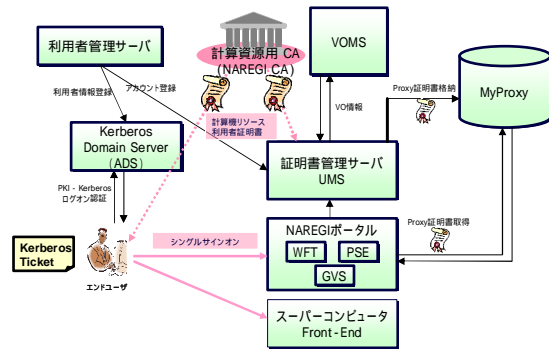 利用者管理サーバ
計算資源用 CA
(NAREGI CA)
VOMS
MyProxy
利用者情報登録
アカウント登録
VO情報
Proxy証明書格納
計算機リソース
利用者証明書
Kerberos
Domain Server
(ADS)
証明書管理サーバ
UMS
PKI - Kerberos
ログオン認証
Kerberos
Ticket
エンドユーザ
シングルサインオン
NAREGIポータル
WFT
PSE
GVS
Proxy証明書取得
スーパーコンピュータ
Front - End